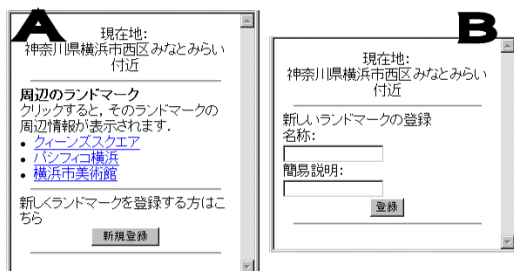 A
現在地:
神奈川県横浜市西区みなとみらい
付近
周辺のランドマーク
クリックすると，そのランドマークの
周辺情報が表示されます．
• クィーンズスクエア
• パシフィコ横浜
• 横浜市美術館
新しくランドマークを登録する方はこ
ちら
新規登録
B
現在地:
神奈川県横浜市西区みなとみらい
付近
新しいランドマークの登録
名称:
簡易説明:
登録